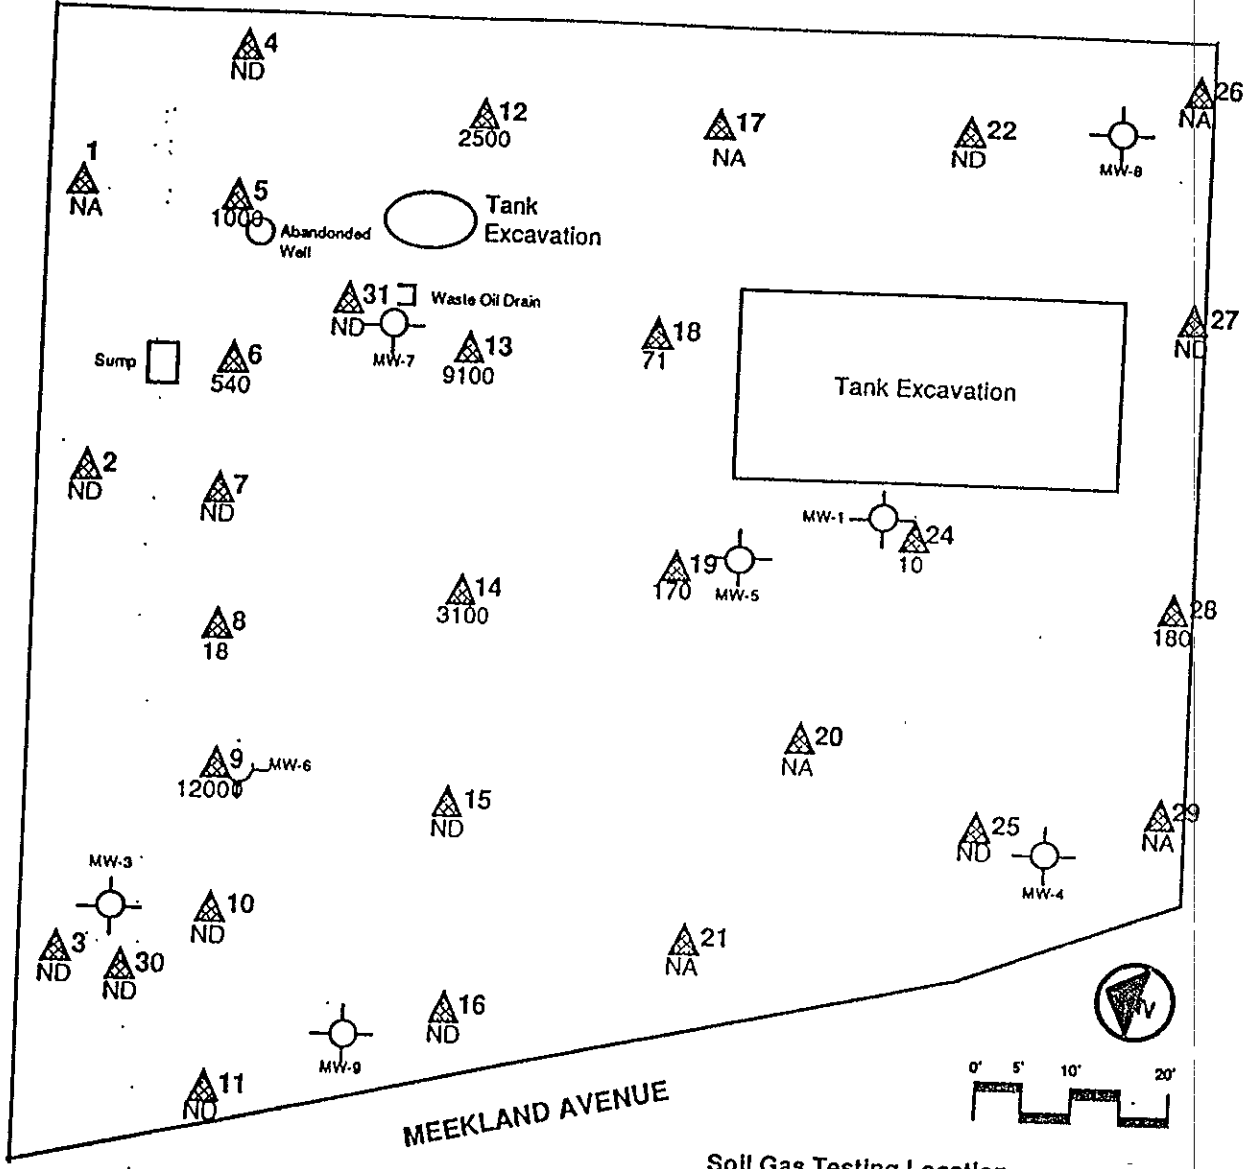 4
ND
26
NA
12
2500
17
NA
22
ND
MW-8
1
NA
5
1000
Abandonded
Well
Tank
Excavation
31
ND
Waste Oil Drain
MW-7
13
9100
18
71
27
ND
Sump
6
540
Tank Excavation
2
ND
7
ND
MW-1
24
10
19
170
MW-5
14
3100
28
180
8
18
20
NA
9
12000
MW-6
15
ND
25
ND
29
NA
MW-4
MW-3
10
ND
3
ND
30
ND
21
NA
16
ND
MW-9
N
11
ND
MEEKLAND AVENUE
0' 5' 10' 20'
Soil Gas Testing Location